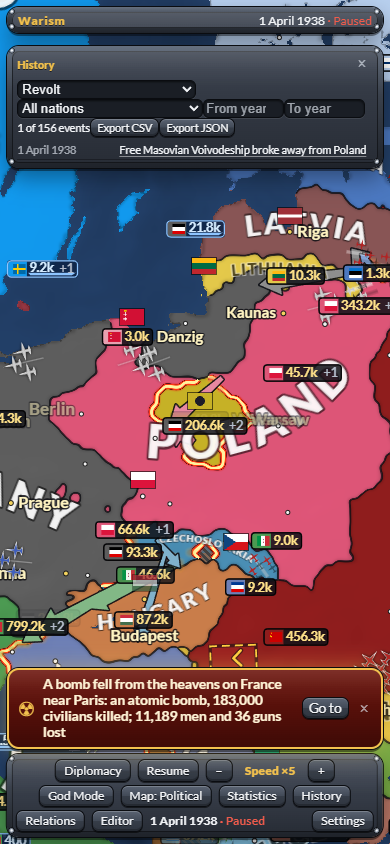 Warism
1 April 1938 · Paused
History
×
Revolt
All nations
From year
To year
1 of 156 events
Export CSV
Export JSON
1 April 1938
Free Masovian Voivodeship broke away from Poland
21.8k
LATVIA
Riga
9.2k +1
LITHU
10.3k
1.3k
343.2k +
Kaunas
3.0k
Danzig
45.7k +1
Berlin
4.3k
Warsaw
206.6k +2
POLAND
Prague
NY
66.6k +1
93.3k
CZECHOSLO
9.0k
46.6k
9.2k
HUNGARY
87.2k
Budapest
799.2k +2
456.3k
A bomb fell from the heavens on France
near Paris: an atomic bomb, 183,000
civilians killed; 11,189 men and 36 guns
lost
Go to
×
Diplomacy
Resume
−
Speed ×5
+
God Mode
Map: Political
Statistics
History
Relations
Editor
1 April 1938 · Paused
Settings